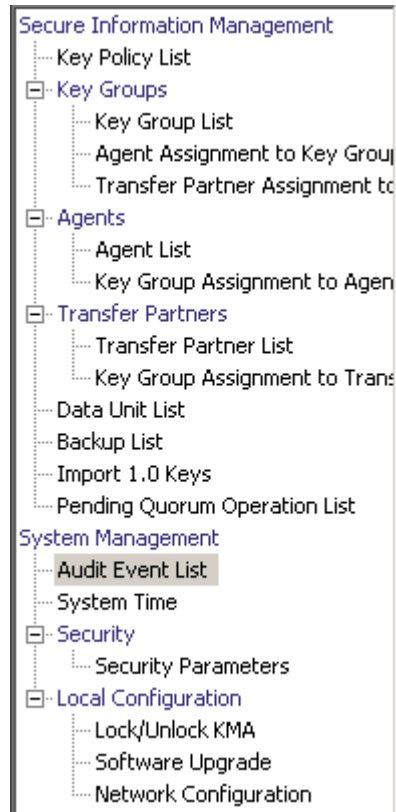 Secure Information Management
Key Policy List
Key Groups
Key Group List
Agent Assignment to Key Grou
Transfer Partner Assignment to
Agents
Agent List
Key Group Assignment to Agen
Transfer Partners
Transfer Partner List
Key Group Assignment to Trans
Data Unit List
Backup List
Import 1.0 Keys
Pending Quorum Operation List
System Management
Audit Event List
System Time
Security
Security Parameters
Local Configuration
Lock/Unlock KMA
Software Upgrade
Network Configuration